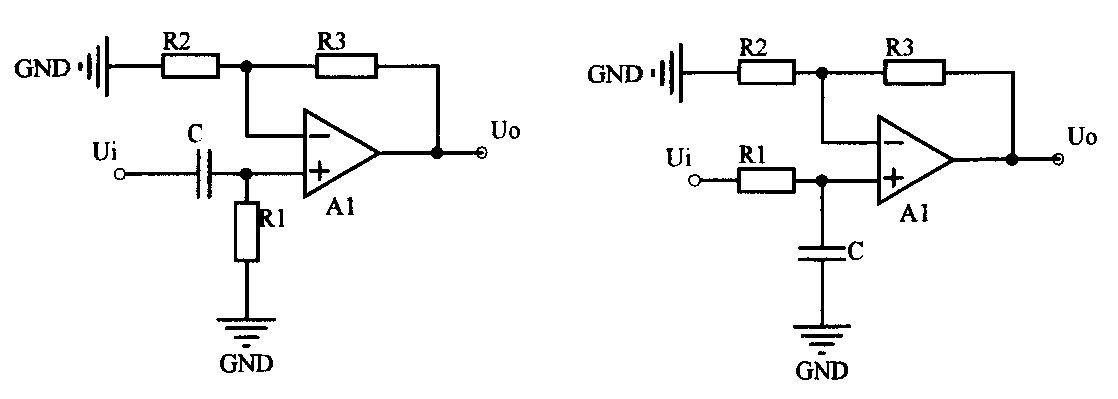 R2 R3
GND
C
Ui
Uo
A1
R1
GND
R2 R3
GND
Uo
Ui R1
A1
C
GND